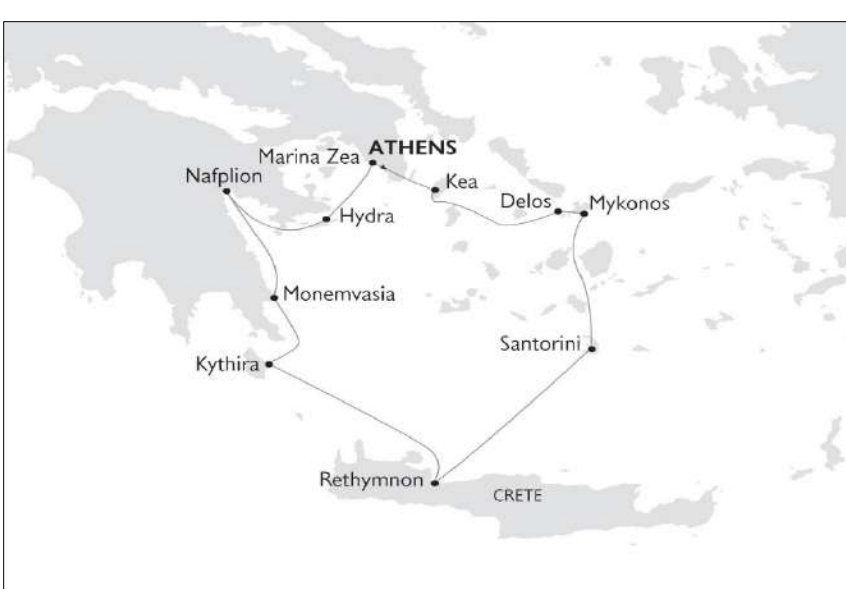 ATHENS
Marina Zea
Nafplion
Kea
Delos
Mykonos
Hydra
Monemvasia
Santorini
Kythira
Rethymnon
CRETE